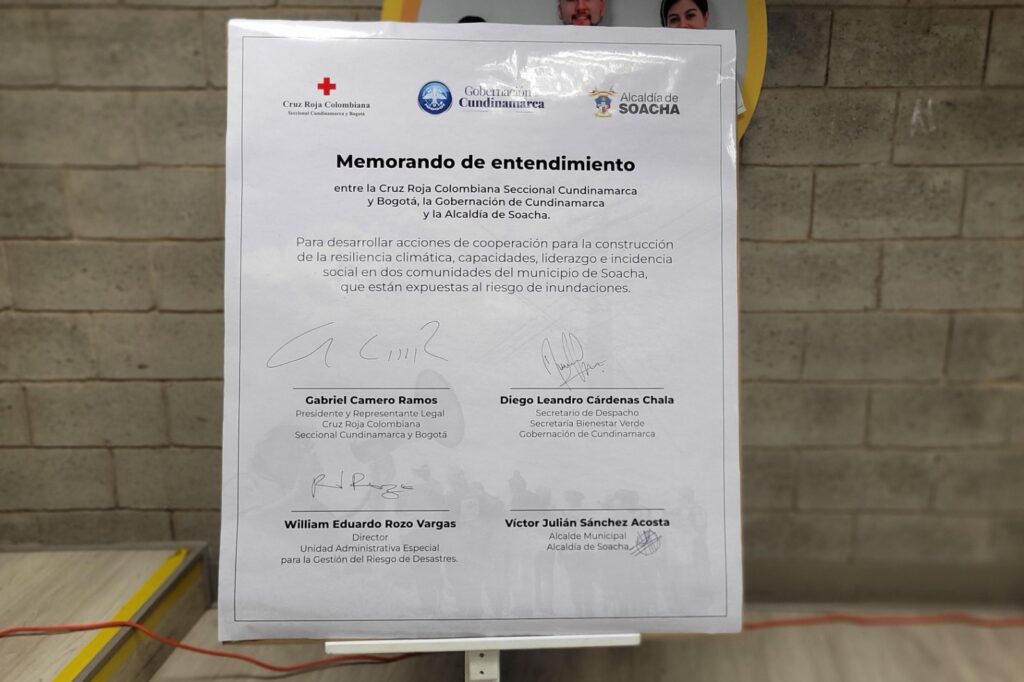 Cruz Roja Colombiana
Seccional Cundinamarca y Bogotá
Gobernación
Cundinamarca
Alcaldía de
SOACHA
Memorando de entendimiento
entre la Cruz Roja Colombiana Seccional Cundinamarca
y Bogotá, la Gobernación de Cundinamarca
y la Alcaldía de Soacha.
Para desarrollar acciones de cooperación para la construcción
de la resiliencia climática, capacidades, liderazgo e incidencia
social en dos comunidades del municipio de Soacha,
que están expuestas al riesgo de inundaciones.
Gabriel Camero Ramos
Presidente y Representante Legal
Cruz Roja Colombiana
Seccional Cundinamarca y Bogotá
Diego Leandro Cárdenas Chala
Secretario de Despacho
Secretaría Bienestar Verde
Gobernación de Cundinamarca
William Eduardo Rozo Vargas
Director
Unidad Administrativa Especial
para la Gestión del Riesgo de Desastres.
Víctor Julián Sánchez Acosta
Alcalde Municipal
Alcaldía de Soacha